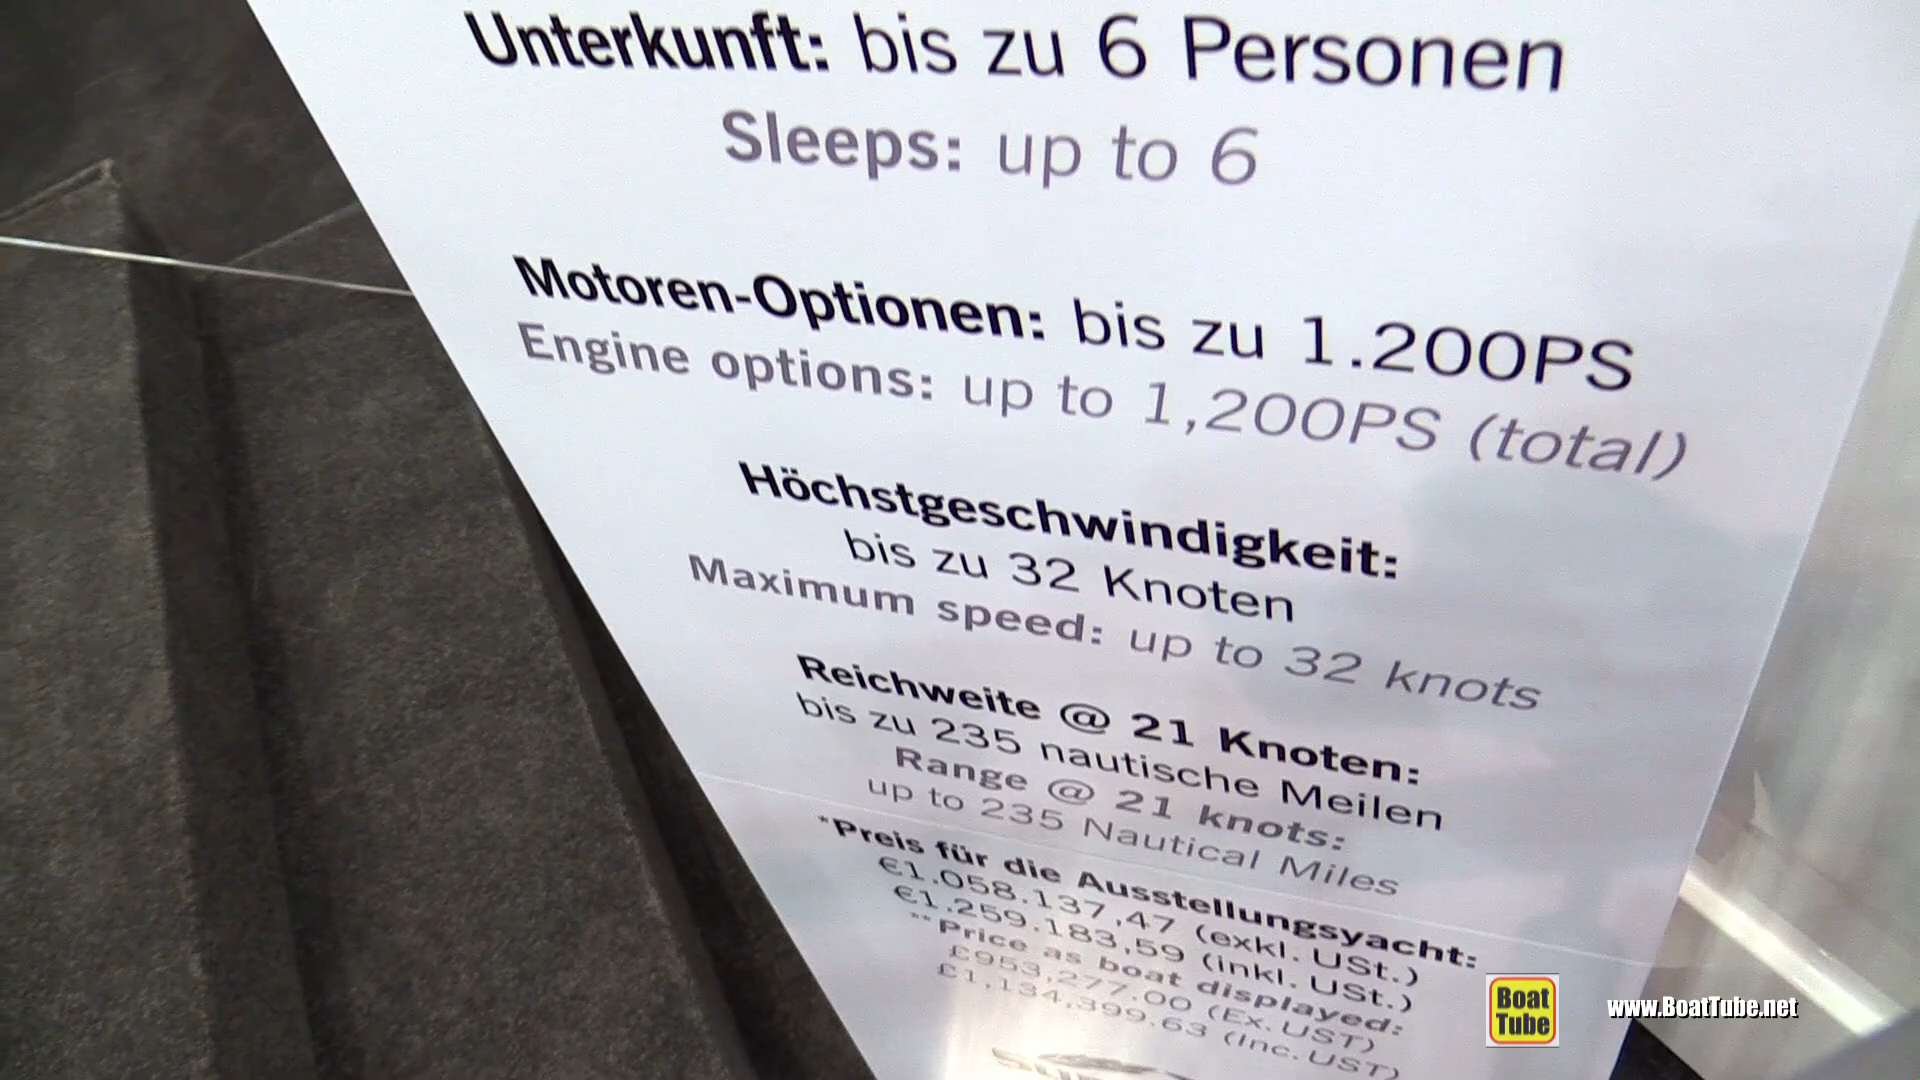 Unterkunft: bis zu 6 Personen
Sleeps: up to 6
Motoren-Optionen: bis zu 1.200PS
Engine options: up to 1,200PS (total)
Höchstgeschwindigkeit:
bis zu 32 Knoten
Maximum speed: up to 32 knots
Reichweite @ 21 Knoten:
bis zu 235 nautische Meilen
Range @ 21 knots:
up to 235 Nautical Miles
*Preis für die Ausstellungsyacht:
€1.058.137,47 (exkl. USt.)
€1.259.183,59 (inkl. USt.)
**Price as boat displayed:
£953,277.00 (Ex. UST)
£1,134,399.63 (inc. UST)
Boat
Tube
www.BoatTube.net